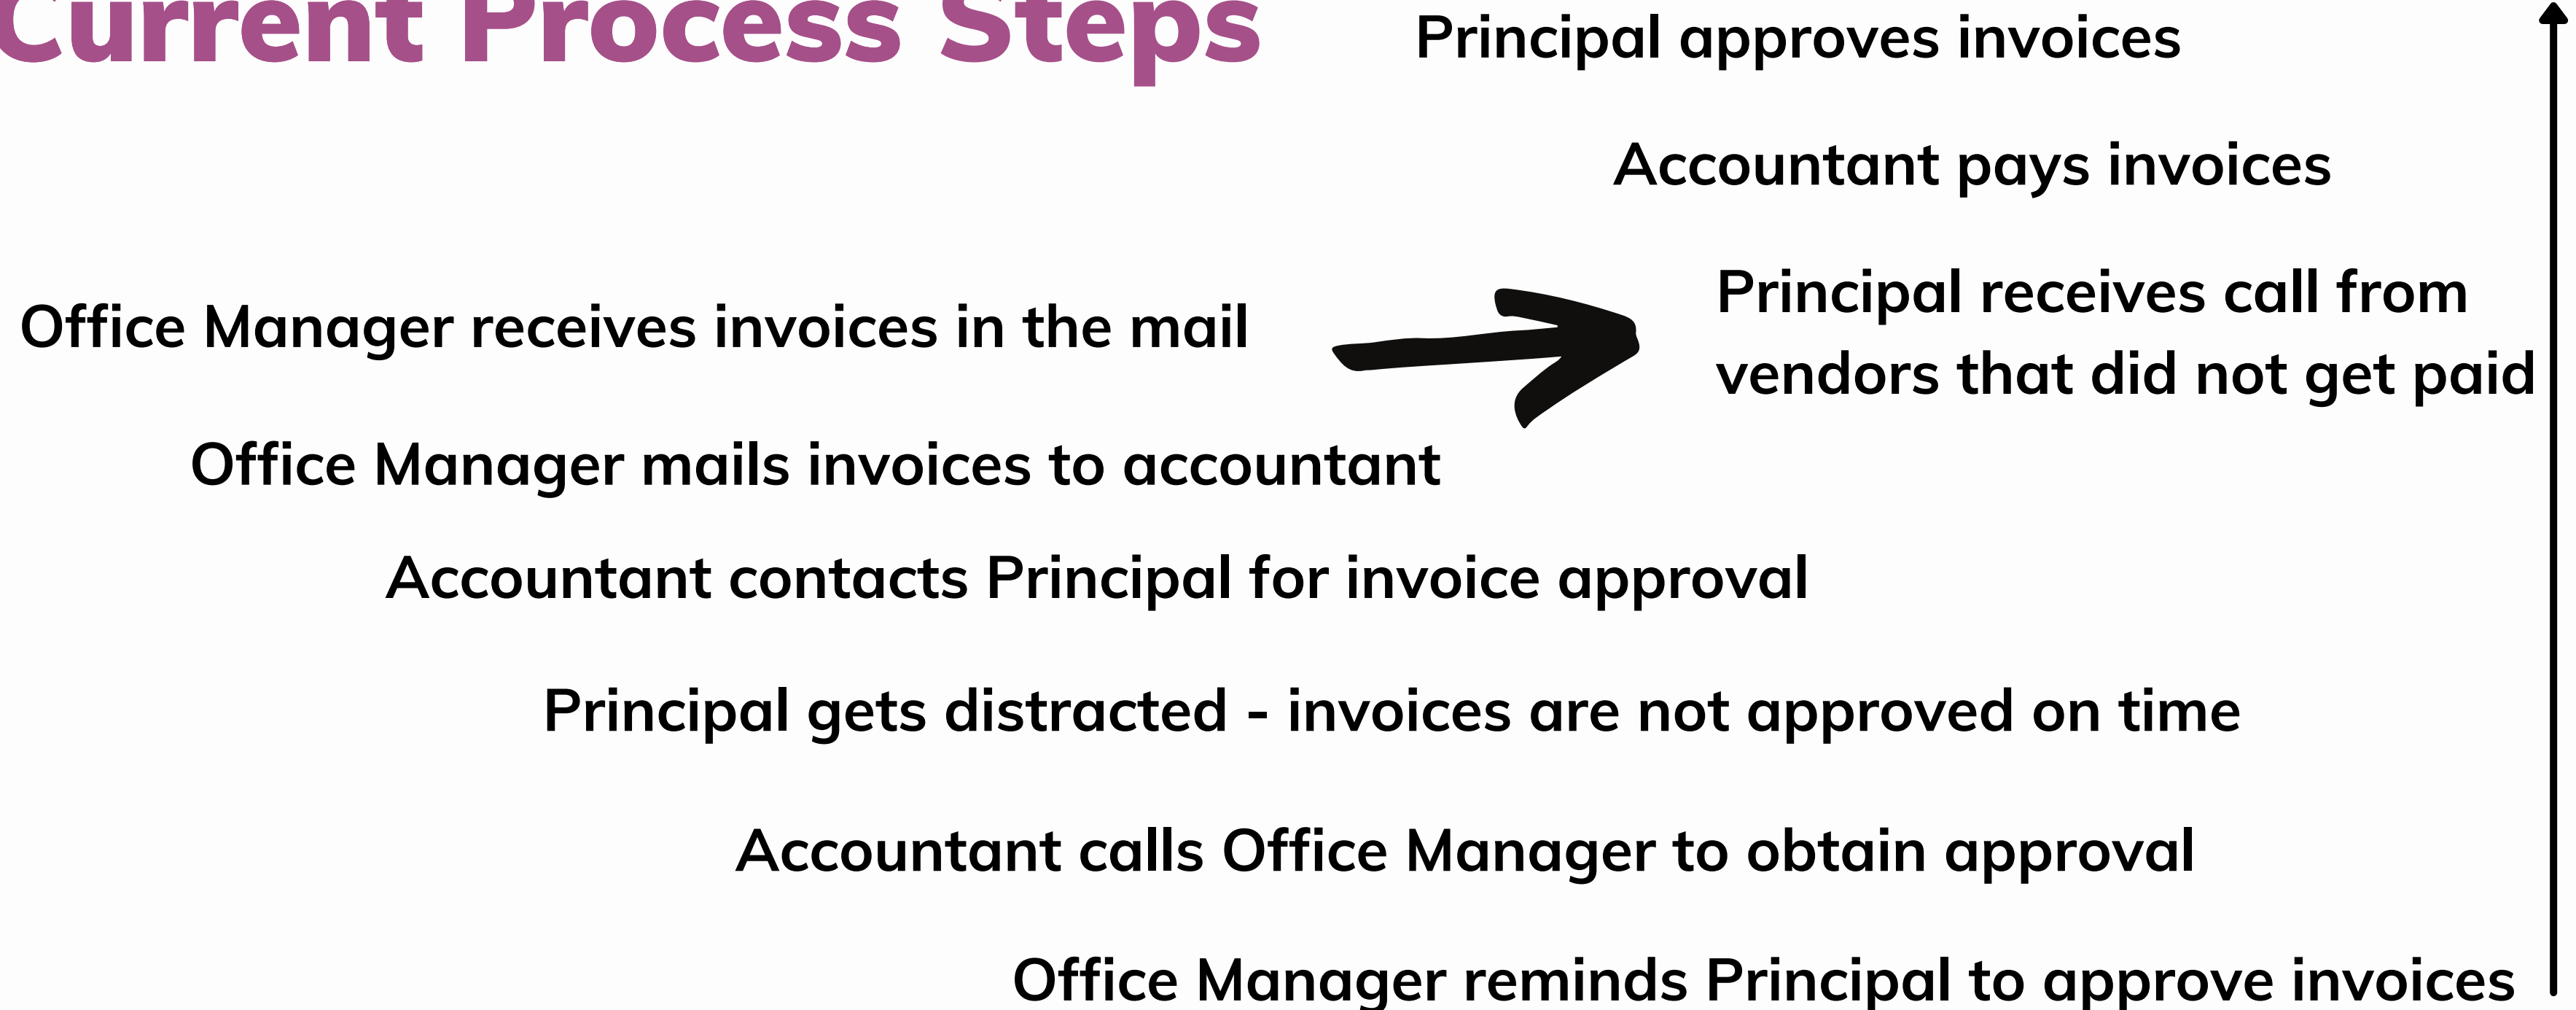 Current Process Steps
Office Manager receives invoices in the mail
Office Manager mails invoices to accountant
Accountant contacts Principal for invoice approval
Principal gets distracted - invoices are not approved on time
Accountant calls Office Manager to obtain approval
Office Manager reminds Principal to approve invoices
Principal approves invoices
Accountant pays invoices
Principal receives call from
vendors that did not get paid